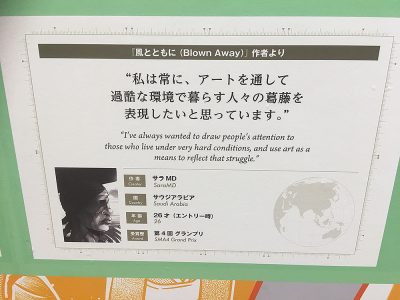 『風とともに（Blown Away）』作者より
“私は常に、アートを通して
過酷な環境で暮らす人々の葛藤を
表現したいと思っています。”
“I've always wanted to draw people's attention to
those who live under very hard conditions, and use art as a
means to reflect that struggle.”
作 者 サラMD
Creator SaraMD
国 サウジアラビア
Country Saudi Arabia
年 齢 26才（エントリー時）
Age 26
受賞歴 第4回 グランプリ
Award SMA4 Grand Prix